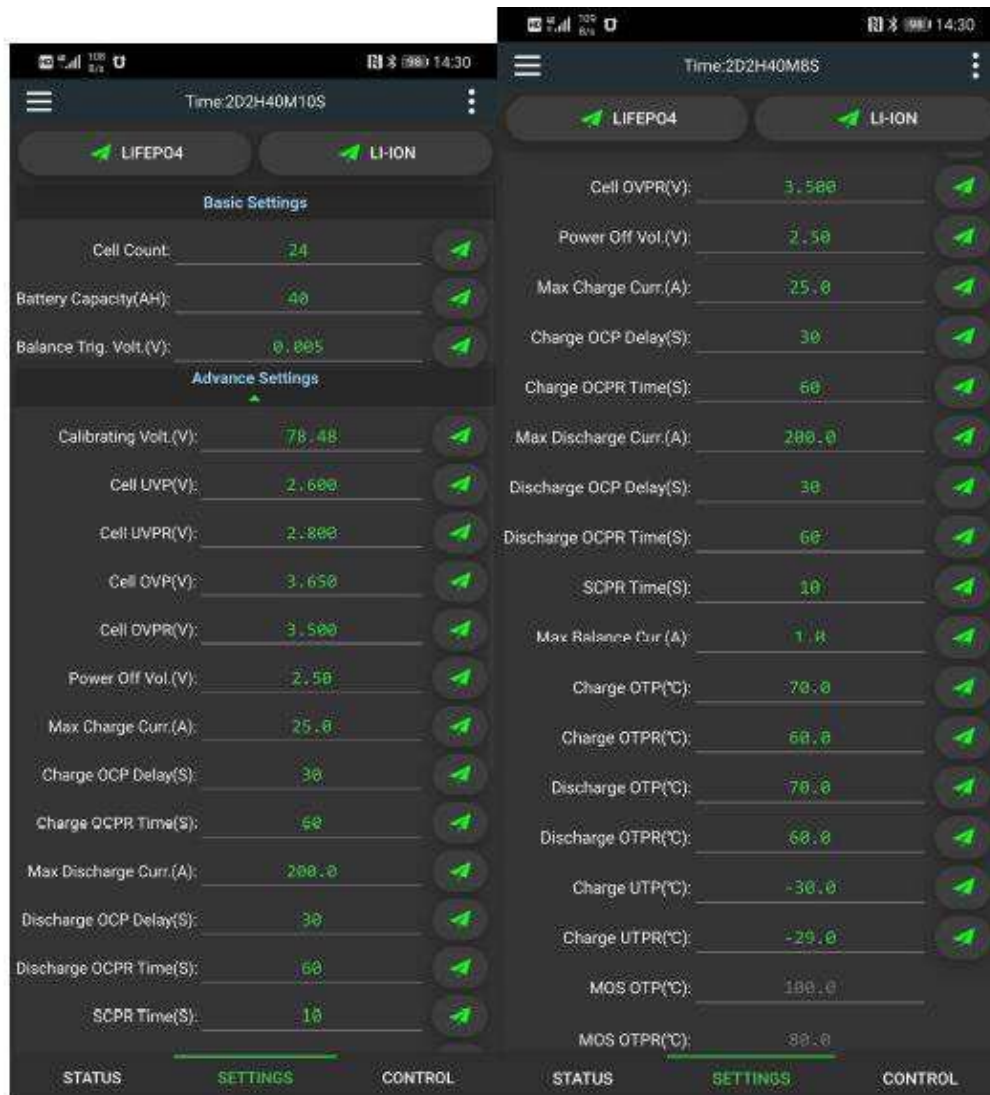 109 B/s 98 14:30
Time:2D2H40M10S
LIFEPO4 LI-ION
Basic Settings
Cell Count: 24
Battery Capacity(AH): 40
Balance Trig. Volt.(V): 0.005
Advance Settings
Calibrating Volt.(V): 78.48
Cell UVP(V): 2.600
Cell UVPR(V): 2.800
Cell OVP(V): 3.650
Cell OVPR(V): 3.500
Power Off Vol.(V): 2.50
Max Charge Curr.(A): 25.0
Charge OCP Delay(S): 30
Charge OCPR Time(S): 60
Max Discharge Curr.(A): 200.0
Discharge OCP Delay(S): 30
Discharge OCPR Time(S): 60
SCPR Time(S): 10
STATUS SETTINGS CONTROL
109 B/s 98 14:30
Time:2D2H40M8S
LIFEPO4 LI-ION
Cell OVPR(V): 3.500
Power Off Vol.(V): 2.50
Max Charge Curr.(A): 25.0
Charge OCP Delay(S): 30
Charge OCPR Time(S): 60
Max Discharge Curr.(A): 200.0
Discharge OCP Delay(S): 30
Discharge OCPR Time(S): 60
SCPR Time(S): 10
Max Balance Cur.(A): 1.0
Charge OTP(℃): 70.0
Charge OTPR(℃): 60.0
Discharge OTP(℃): 70.0
Discharge OTPR(℃): 60.0
Charge UTP(℃): -30.0
Charge UTPR(℃): -29.0
MOS OTP(℃): 100.0
MOS OTPR(℃): 80.0
STATUS SETTINGS CONTROL